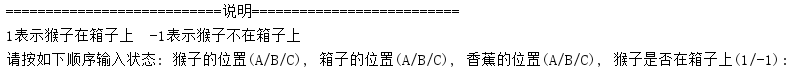 ===========================说明==========================
1表示猴子在箱子上  -1表示猴子不在箱子上
请按如下顺序输入状态: 猴子的位置(A/B/C), 箱子的位置(A/B/C), 香蕉的位置(A/B/C), 猴子是否在箱子上(1/-1):